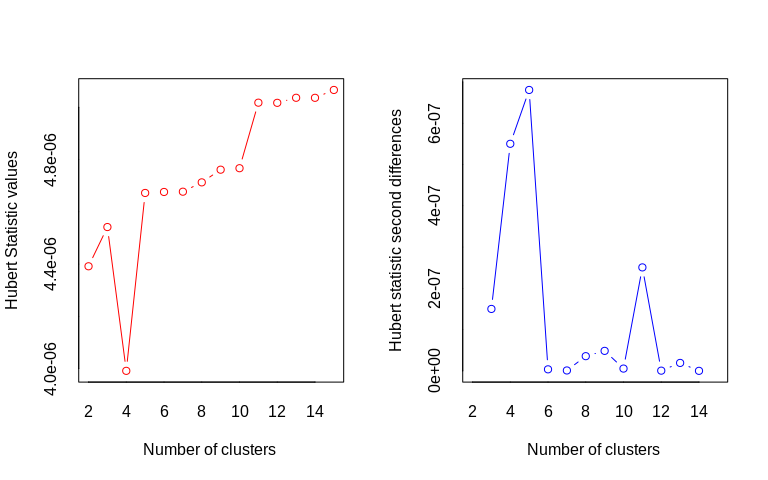 Hubert Statistic values
4.0e-06 4.4e-06 4.8e-06
2 4 6 8 10 12 14
Number of clusters
Hubert statistic second differences
0e+00 2e-07 4e-07 6e-07
2 4 6 8 10 12 14
Number of clusters